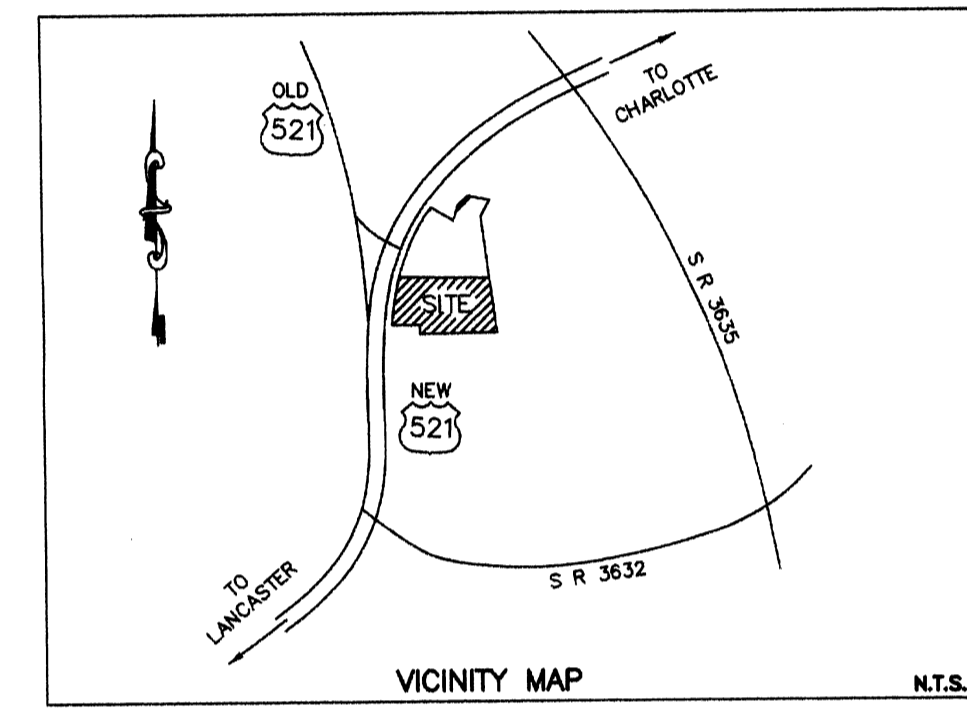 OLD
521
TO
CHARLOTTE
SITE
S R 3635
NEW
521
S R 3632
TO
LANCASTER
VICINITY MAP
N.T.S.